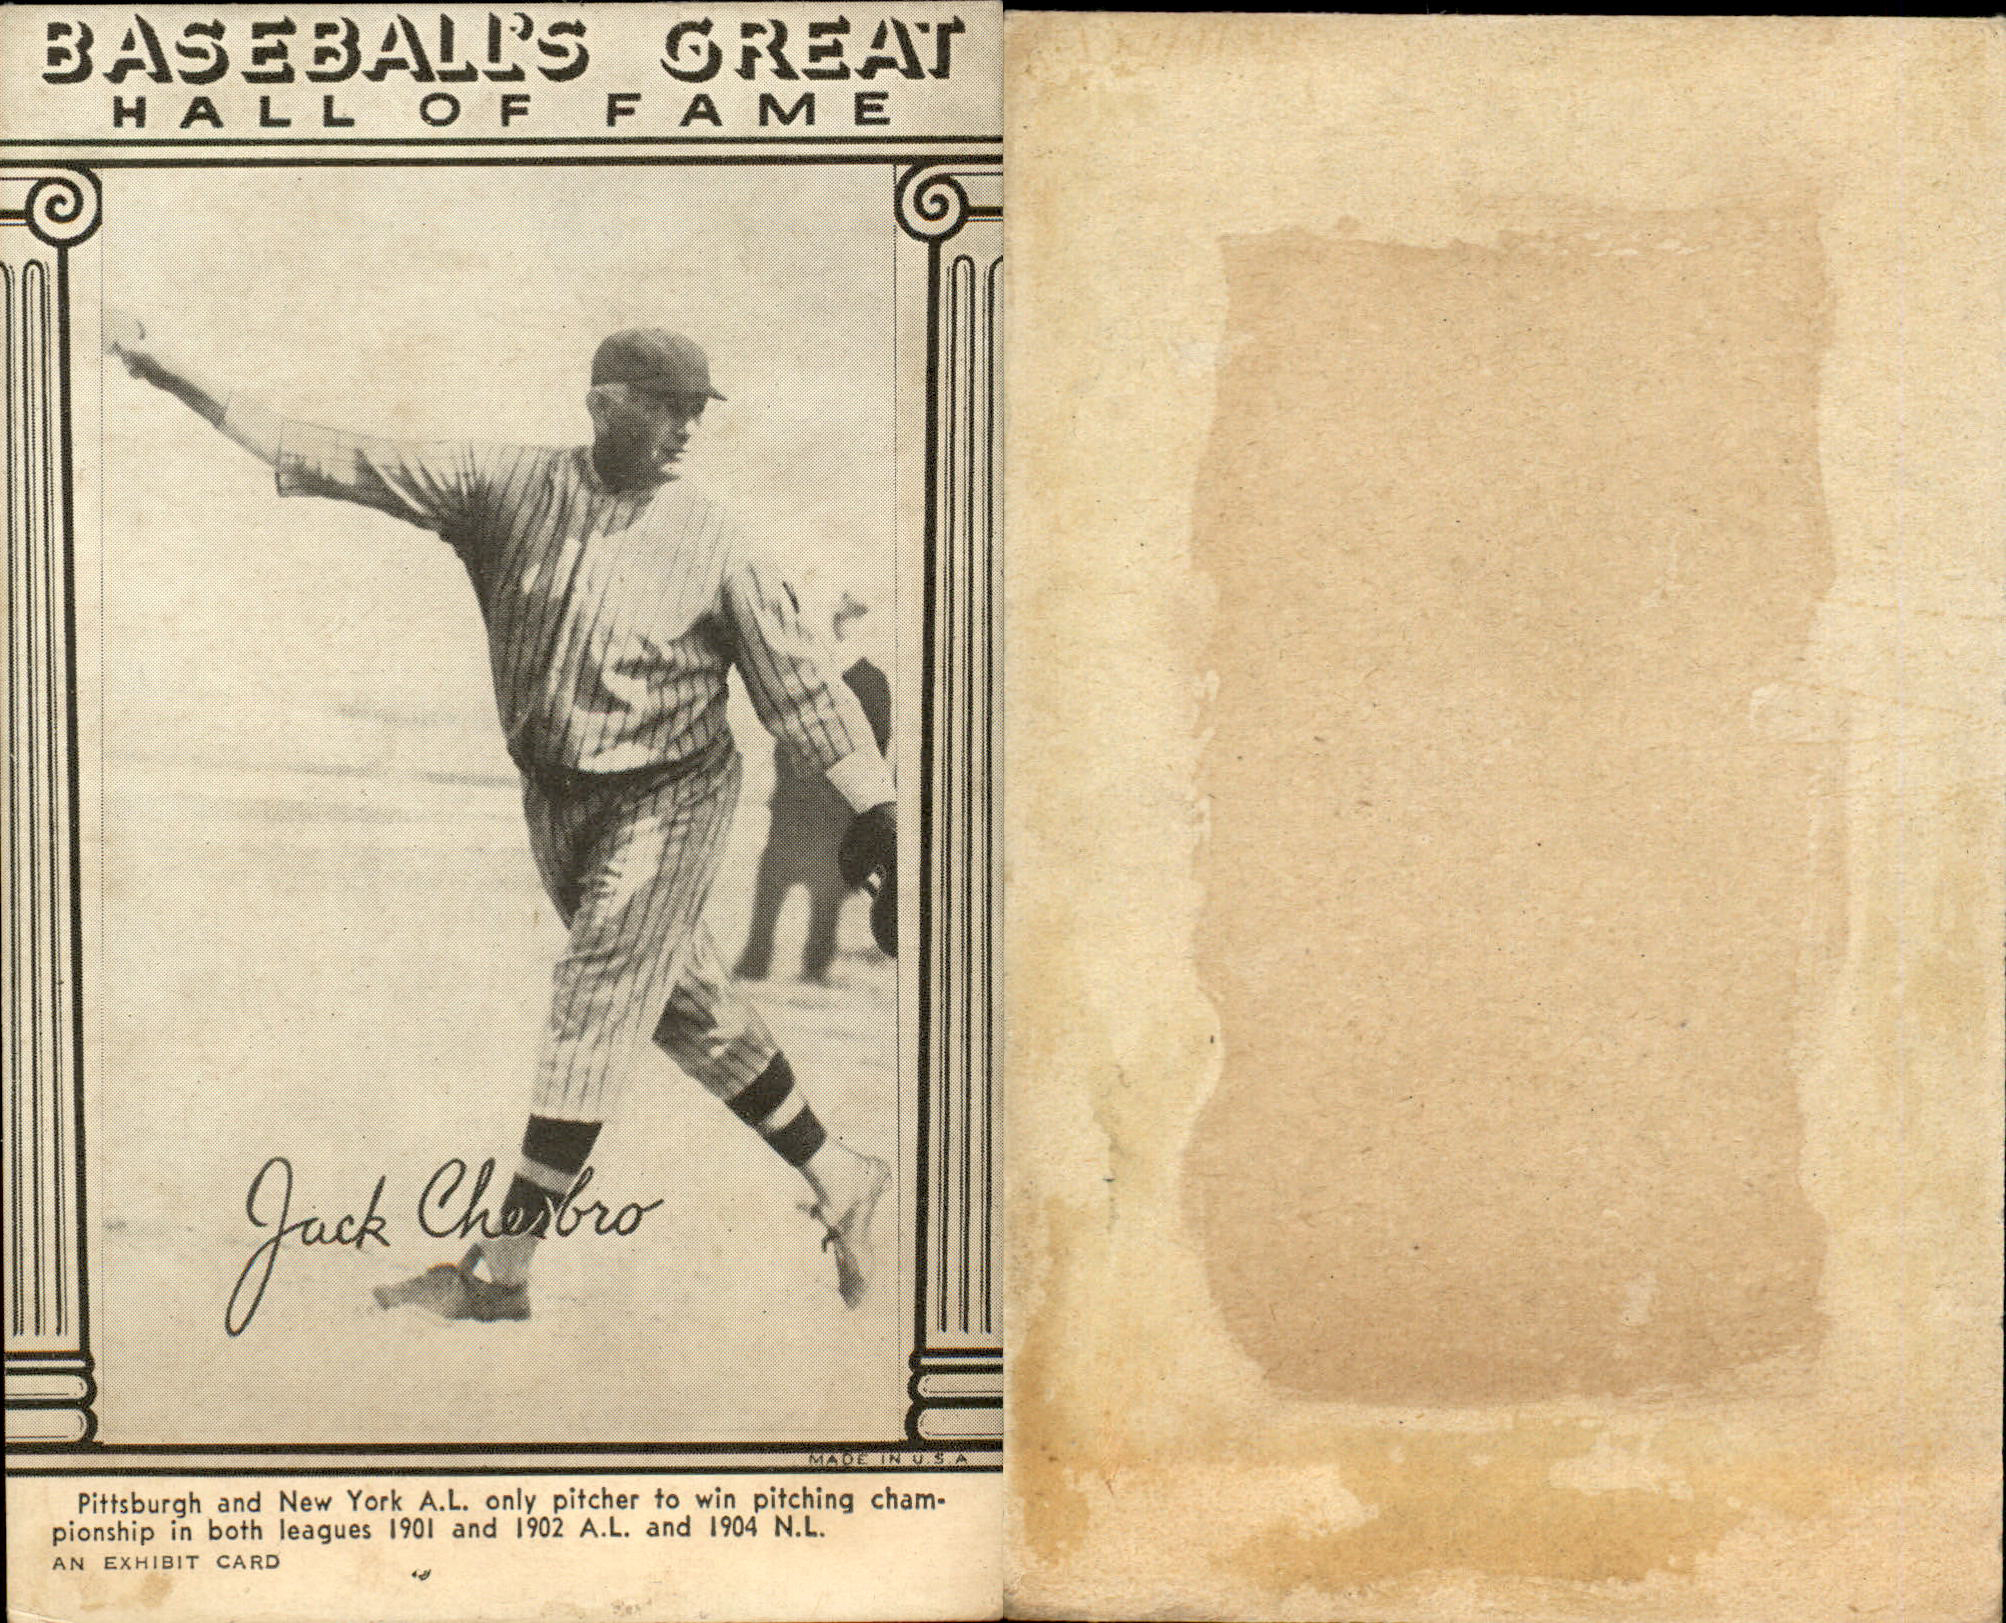 BASEBALL'S GREAT
HALL OF FAME
Jack Chesbro
MADE IN U.S.A
Pittsburgh and New York A.L. only pitcher to win pitching cham-
pionship in both leagues 1901 and 1902 A.L. and 1904 N.L.
AN EXHIBIT CARD